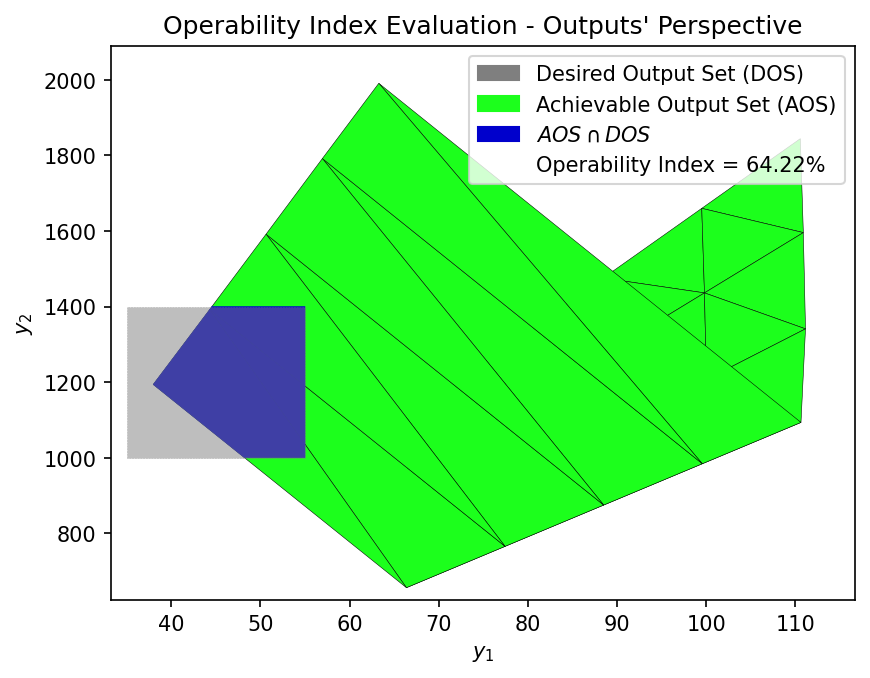 Operability Index Evaluation - Outputs' Perspective
Desired Output Set (DOS)
Achievable Output Set (AOS)
AOS ∩ DOS
Operability Index = 64.22%
2000
1800
1600
1400
1200
1000
800
y₂
40 50 60 70 80 90 100 110
y₁